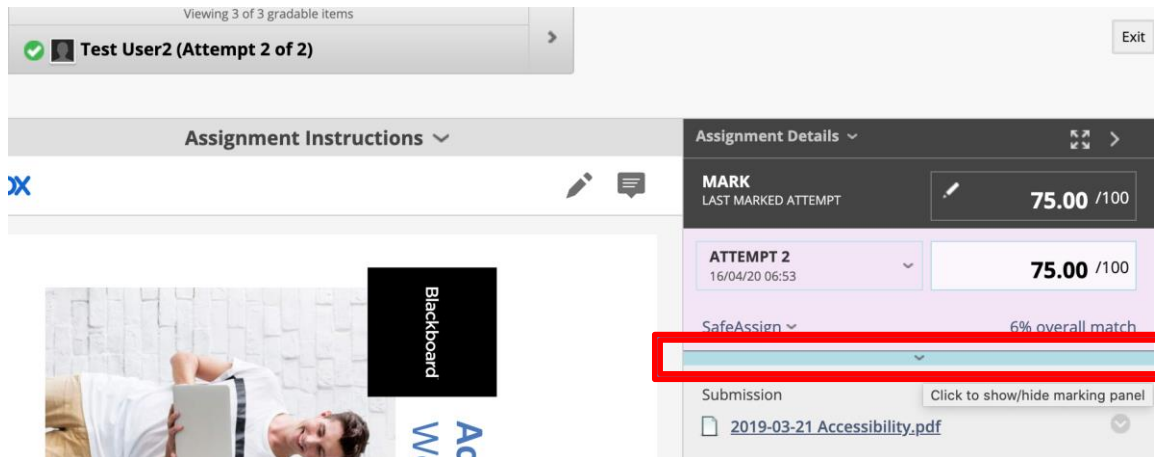 Viewing 3 of 3 gradable items
Test User2 (Attempt 2 of 2)
Exit
Assignment Instructions
Assignment Details
MARK
LAST MARKED ATTEMPT
75.00 /100
ATTEMPT 2
16/04/20 06:53
75.00 /100
SafeAssign
6% overall match
Click to show/hide marking panel
Submission
2019-03-21 Accessibility.pdf
Blackboard